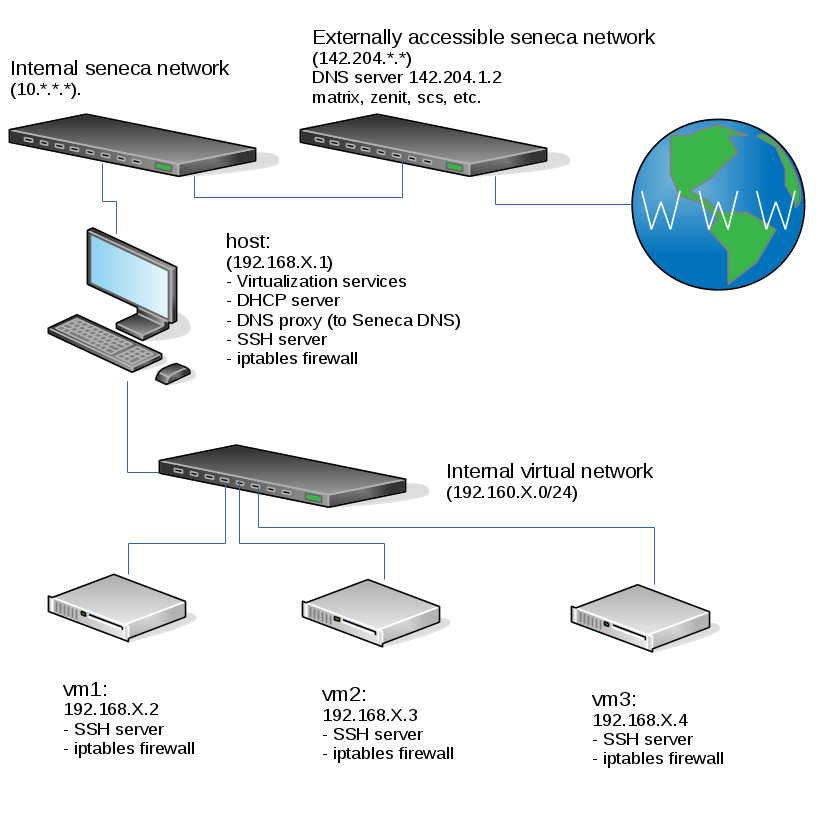 Externally accessible seneca network
(142.204.*.*)
DNS server 142.204.1.2
matrix, zenit, scs, etc.
Internal seneca network
(10.*.*.*).
W W W
host:
(192.168.X.1)
- Virtualization services
- DHCP server
- DNS proxy (to Seneca DNS)
- SSH server
- iptables firewall
Internal virtual network
(192.160.X.0/24)
vm1:
192.168.X.2
- SSH server
- iptables firewall
vm2:
192.168.X.3
- SSH server
- iptables firewall
vm3:
192.168.X.4
- SSH server
- iptables firewall